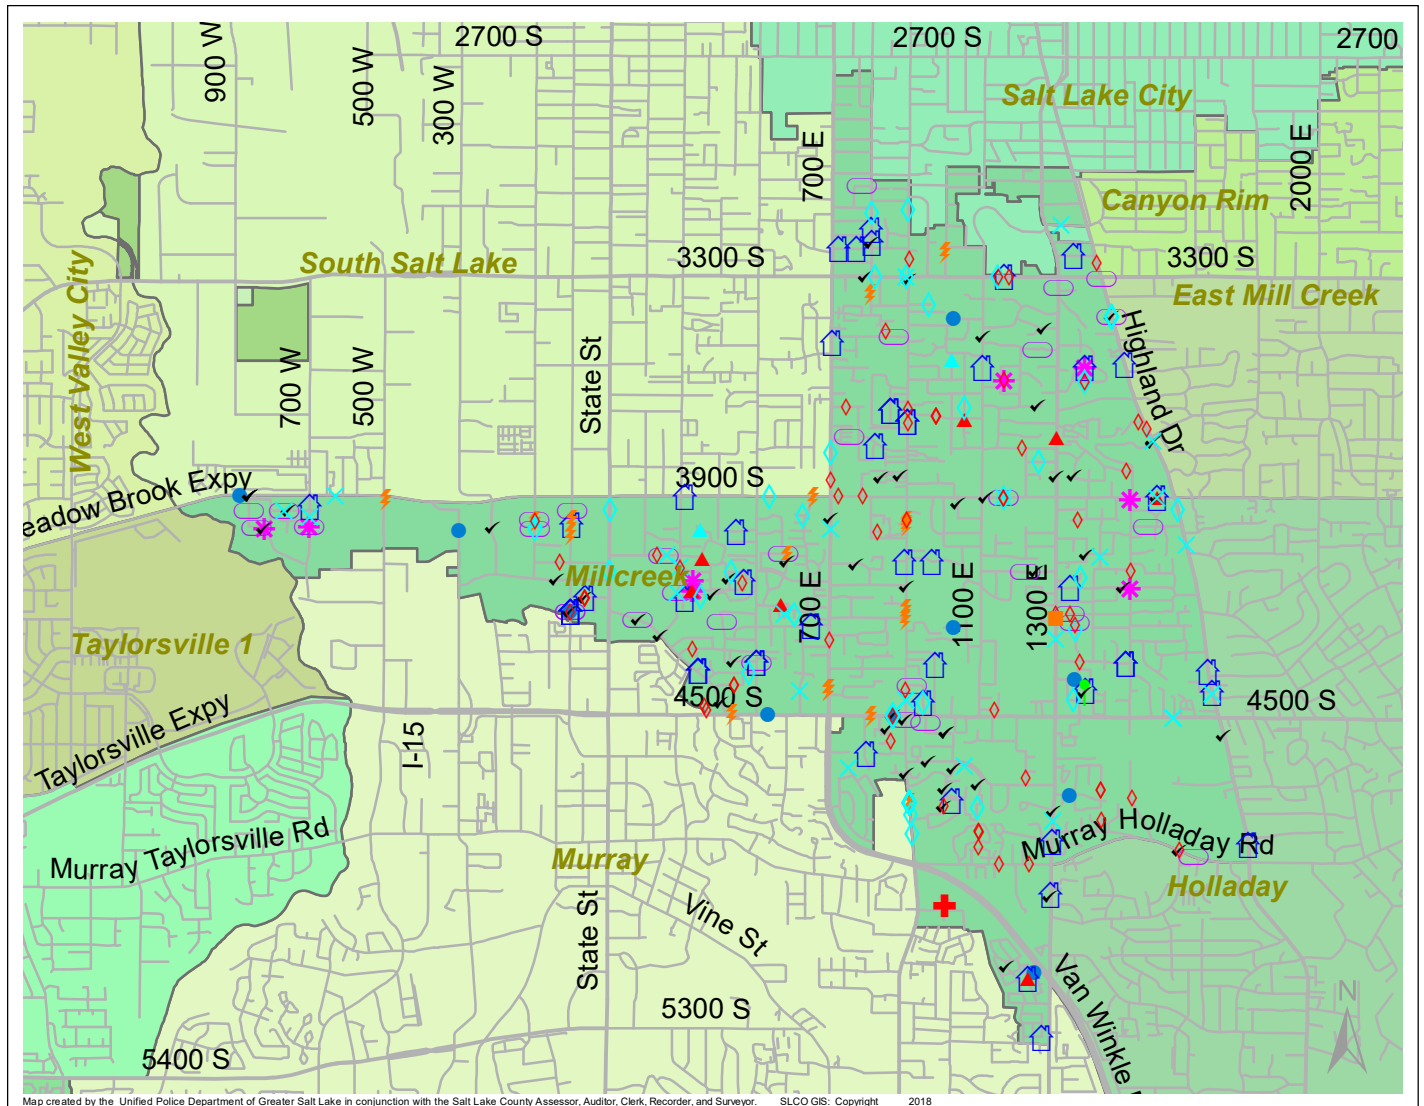 2700 S
2700 S
2700
900 W
500 W
300 W
Salt Lake City
700 E
2000 E
Canyon Rim
South Salt Lake
3300 S
3300 S
East Mill Creek
West Valley City
Highland Dr
700 W
500 W
State St
3900 S
eadow Brook Expy
Millcreek
700 E
1100 E
1300 E
Taylorsville 1
4500 S
4500 S
Taylorsville Expy
I-15
Murray Taylorsville Rd
Murray Holladay Rd
Murray
Holladay
State St
Vine St
Van Winkle
N
5300 S
5400 S
Map created by the Unified Police Department of Greater Salt Lake in conjunction with the Salt Lake County Assessor, Auditor, Clerk, Recorder, and Surveyor. SLCO GIS: Copyright 2018